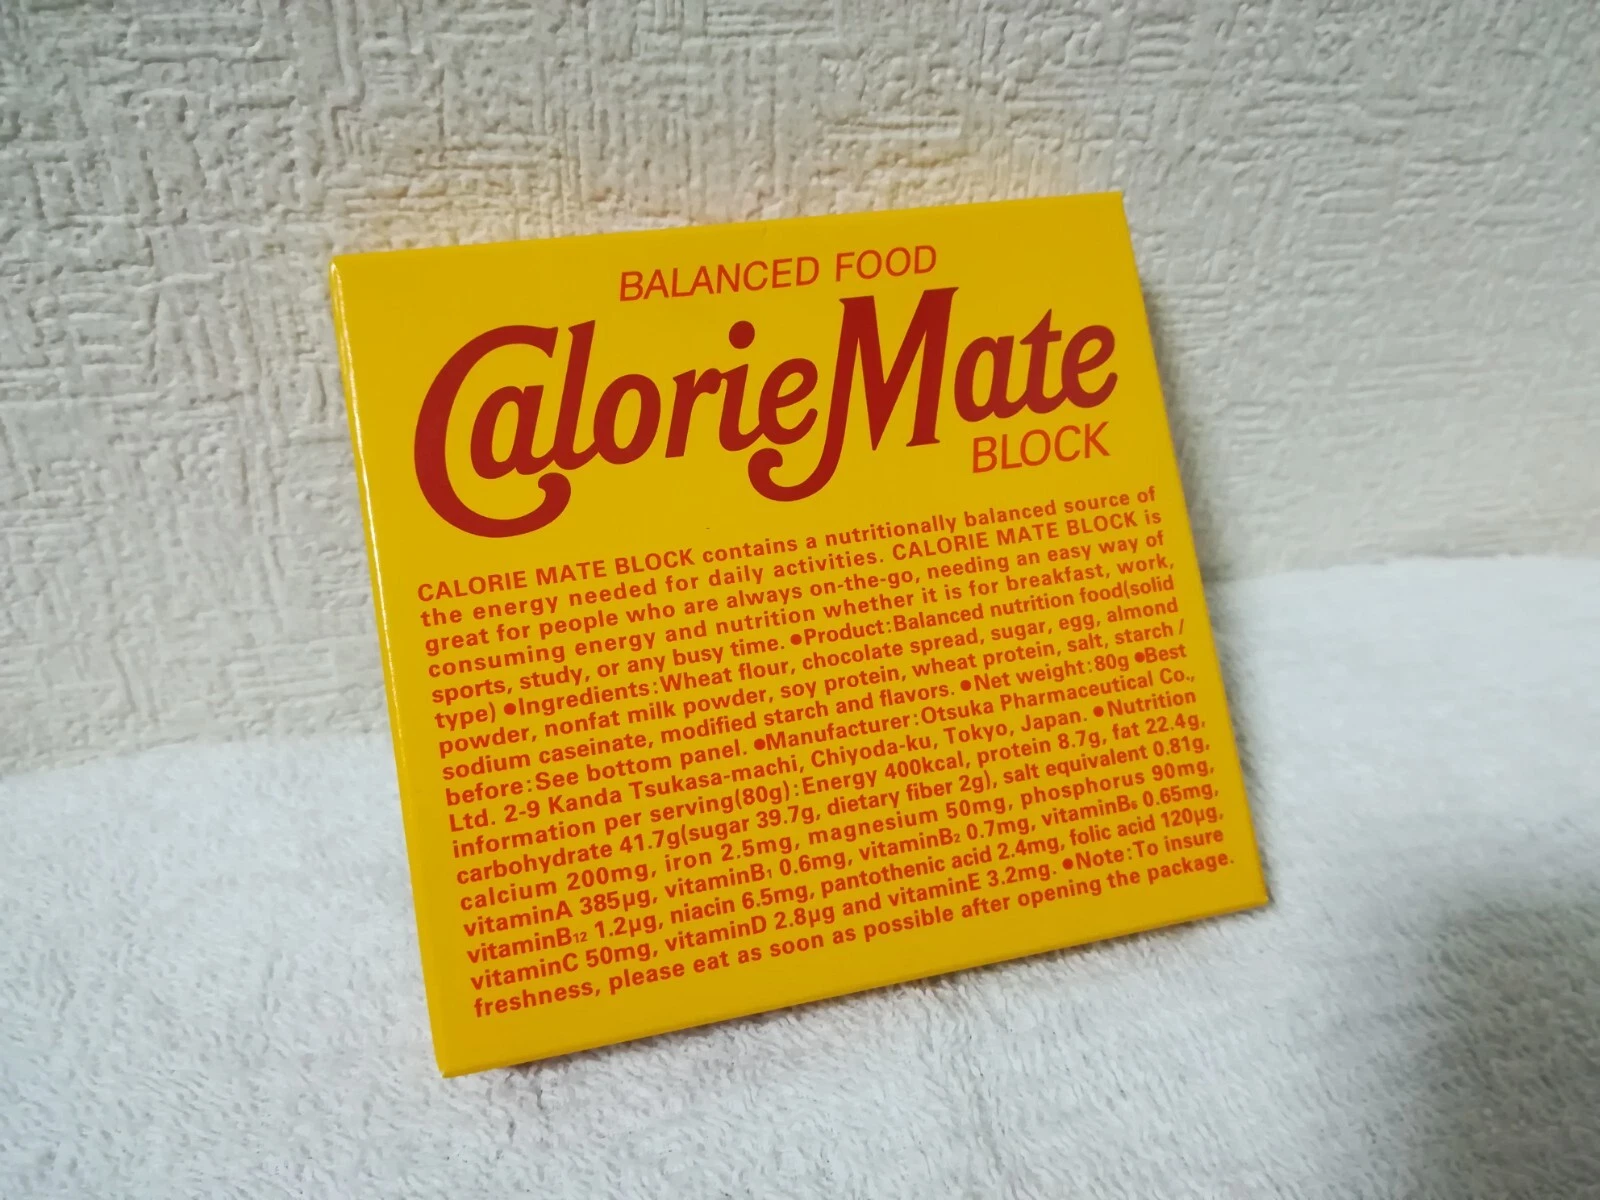 BALANCED FOOD
CalorieMate
BLOCK
CALORIE MATE BLOCK contains a nutritionally balanced source of
the energy needed for daily activities. CALORIE MATE BLOCK is
great for people who are always on-the-go, needing an easy way of
consuming energy and nutrition whether it is for breakfast, work,
sports, study, or any busy time. ●Product:Balanced nutrition food(solid
type) ●Ingredients:Wheat flour, chocolate spread, sugar, egg, almond
powder, nonfat milk powder, soy protein, wheat protein, salt, starch /
sodium caseinate, modified starch and flavors. ●Net weight:80g ●Best
before:See bottom panel. ●Manufacturer:Otsuka Pharmaceutical Co.,
Ltd. 2-9 Kanda Tsukasa-machi, Chiyoda-ku, Tokyo, Japan. ●Nutrition
information per serving(80g):Energy 400kcal, protein 8.7g, fat 22.4g,
carbohydrate 41.7g(sugar 39.7g, dietary fiber 2g), salt equivalent 0.81g,
calcium 200mg, iron 2.5mg, magnesium 50mg, phosphorus 90mg,
vitaminA 385μg, vitaminB₁ 0.6mg, vitaminB₂ 0.7mg, vitaminB₆ 0.65mg,
vitaminB₁₂ 1.2μg, niacin 6.5mg, pantothenic acid 2.4mg, folic acid 120μg,
vitaminC 50mg, vitaminD 2.8μg and vitaminE 3.2mg. ●Note:To insure
freshness, please eat as soon as possible after opening the package.